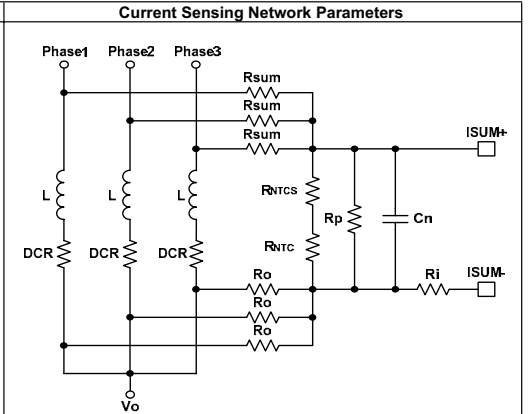 Current Sensing Network Parameters
Phase1 Phase2 Phase3
Rsum
Rsum
Rsum
ISUM+
L L L
RNTCS
Rp Cn
DCR DCR DCR
RNTC
Ro
Ri
ISUM-
Ro
Ro
Vo